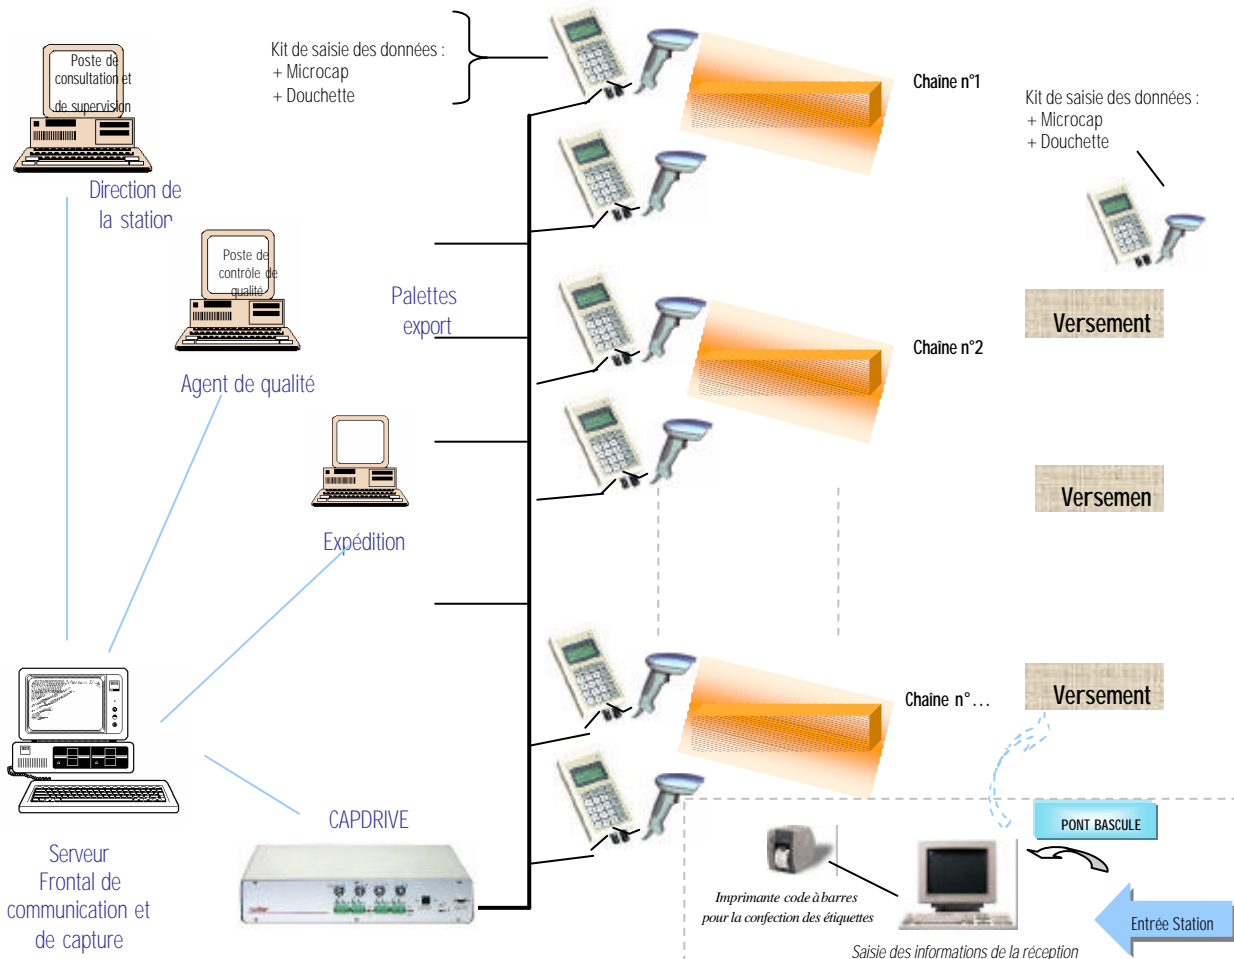 Poste de
consultation et
de supervision
Direction de
la station
Kit de saisie des données :
+ Microcap
+ Douchette
Chaîne n°1
Kit de saisie des données :
+ Microcap
+ Douchette
Poste de
contrôle de
qualité
Agent de qualité
Palettes
export
Versement
Chaîne n°2
Expédition
Versemen
Chaîne n°...
Versement
CAPDRIVE
Serveur
Frontal de
communication et
de capture
PONT BASCULE
Imprimante code à barres
pour la confection des étiquettes
Entrée Station
Saisie des informations de la réception